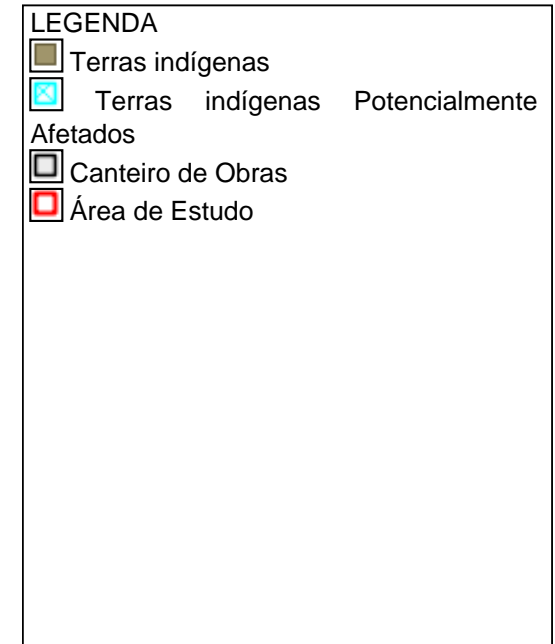 LEGENDA
Terras indígenas
Terras indígenas Potencialmente
Afetados
Canteiro de Obras
Área de Estudo